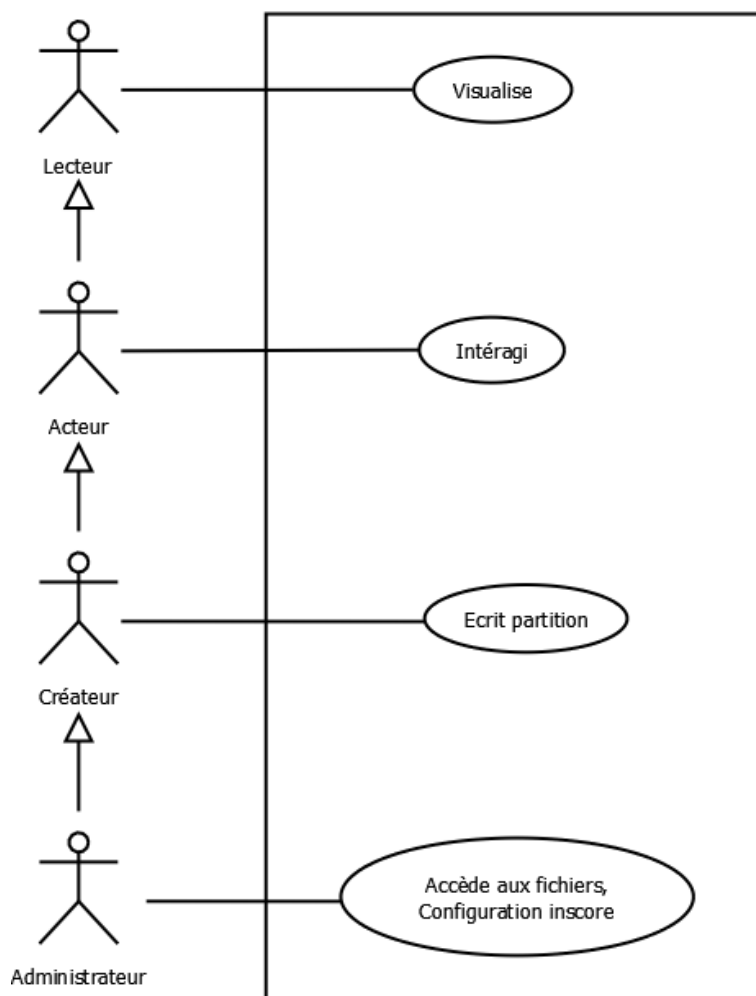 Visualise
Lecteur
Intéragi
Acteur
Ecrit partition
Créateur
Accède aux fichiers,
Configuration inscore
Administrateur